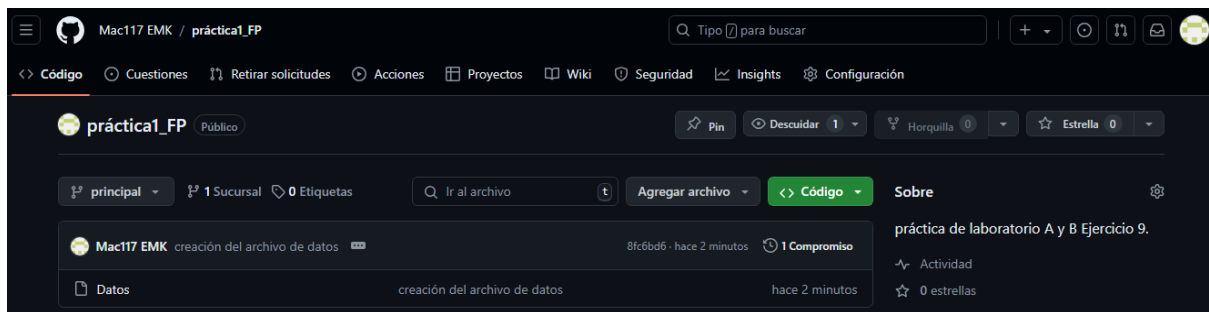 Mac117 EMK / práctica1_FP
Tipo / para buscar
Código Cuestiones Retirar solicitudes Acciones Proyectos Wiki Seguridad Insights Configuración
práctica1_FP Público
Pin Descuidar 1 Horquilla 0 Estrella 0
principal 1 Sucursal 0 Etiquetas Ir al archivo t Agregar archivo <> Código
Sobre
Mac117 EMK creación del archivo de datos 8fc6bd6 · hace 2 minutos 1 Compromiso
práctica de laboratorio A y B Ejercicio 9.
Actividad
Datos creación del archivo de datos hace 2 minutos
0 estrellas